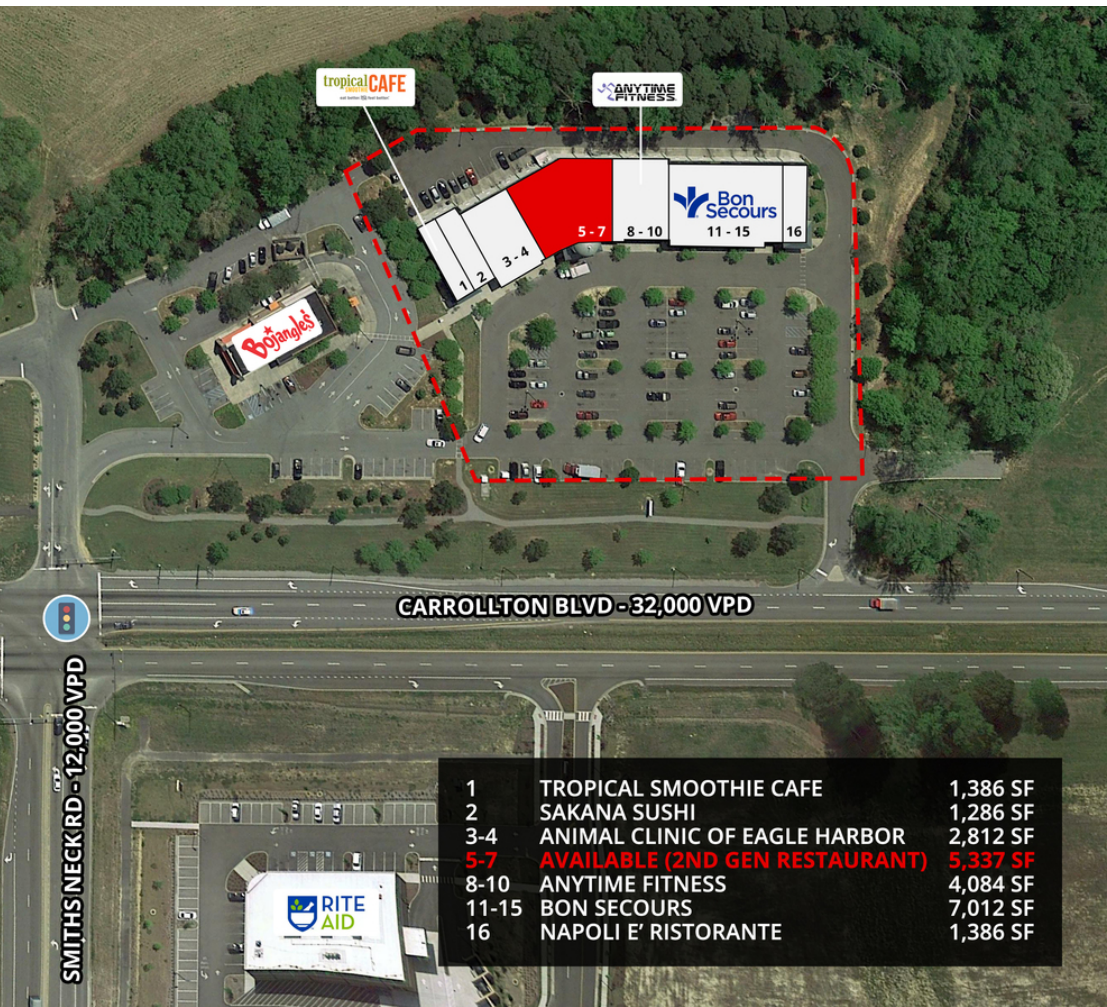 tropical CAFE
SMOOTHIE
eat better feel better
ANYTIME
FITNESS
Bon
Secours
5 - 7
8 - 10
11 - 15
16
3 - 4
2
1
Bojangles
CARROLLTON BLVD - 32,000 VPD
SMITHS NECK RD - 12,000 VPD
1 TROPICAL SMOOTHIE CAFE 1,386 SF
2 SAKANA SUSHI 1,286 SF
3-4 ANIMAL CLINIC OF EAGLE HARBOR 2,812 SF
5-7 AVAILABLE (2ND GEN RESTAURANT) 5,337 SF
8-10 ANYTIME FITNESS 4,084 SF
11-15 BON SECOURS 7,012 SF
16 NAPOLI E’ RISTORANTE 1,386 SF
RITE
AID